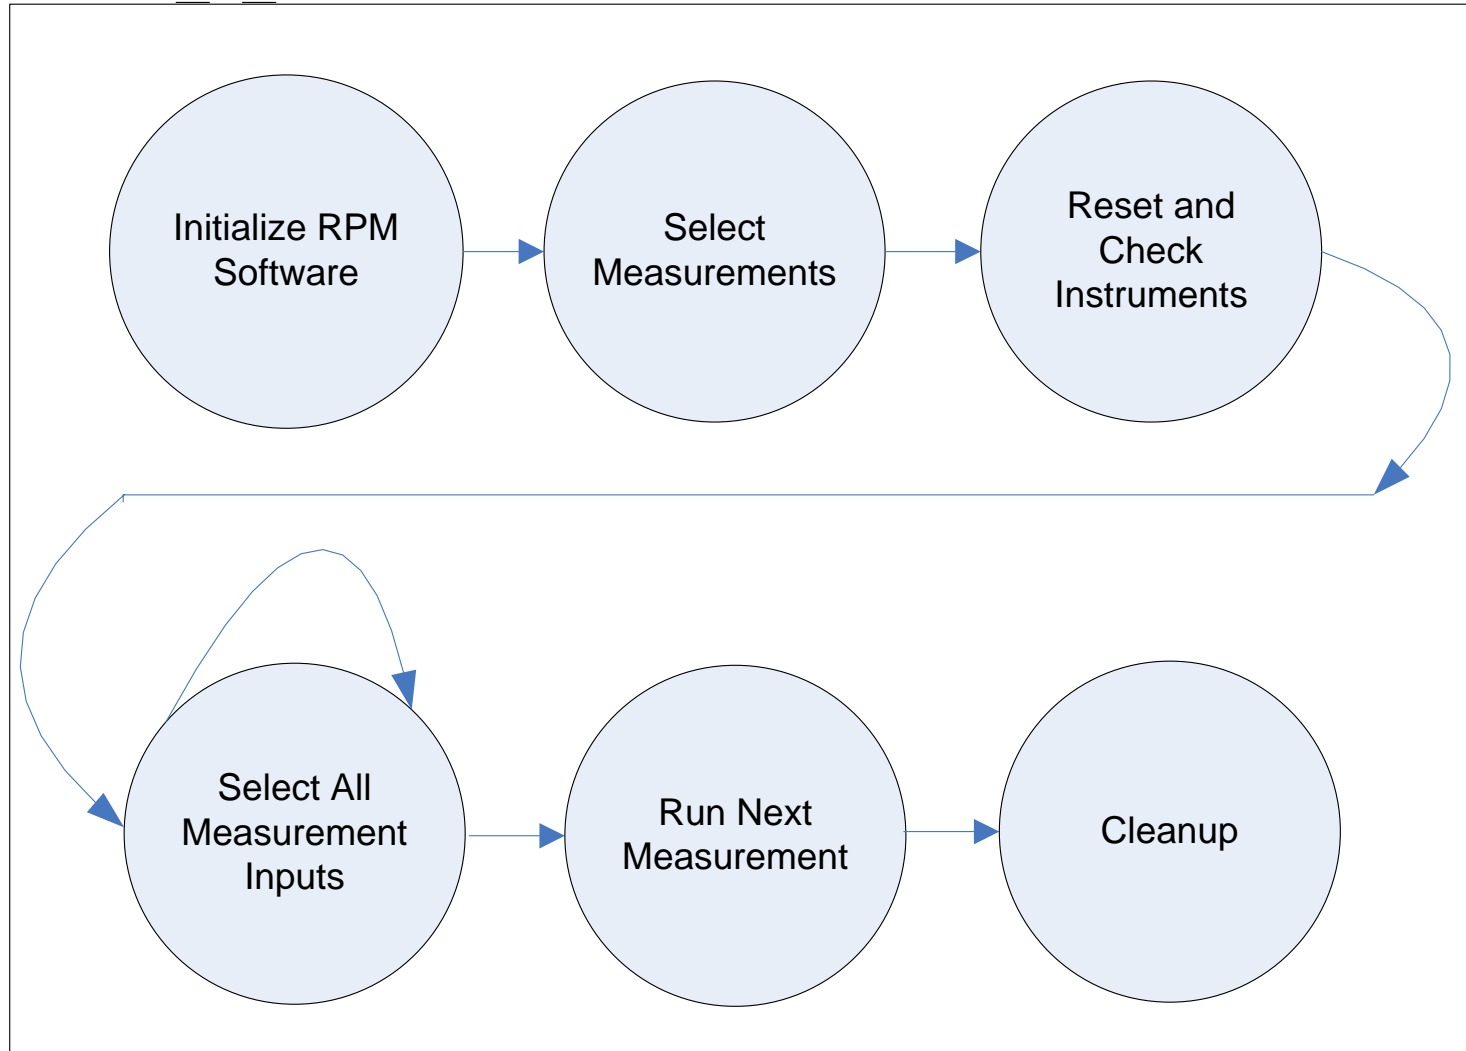 Initialize RPM
Software
Select
Measurements
Reset and
Check
Instruments
Select All
Measurement
Inputs
Run Next
Measurement
Cleanup